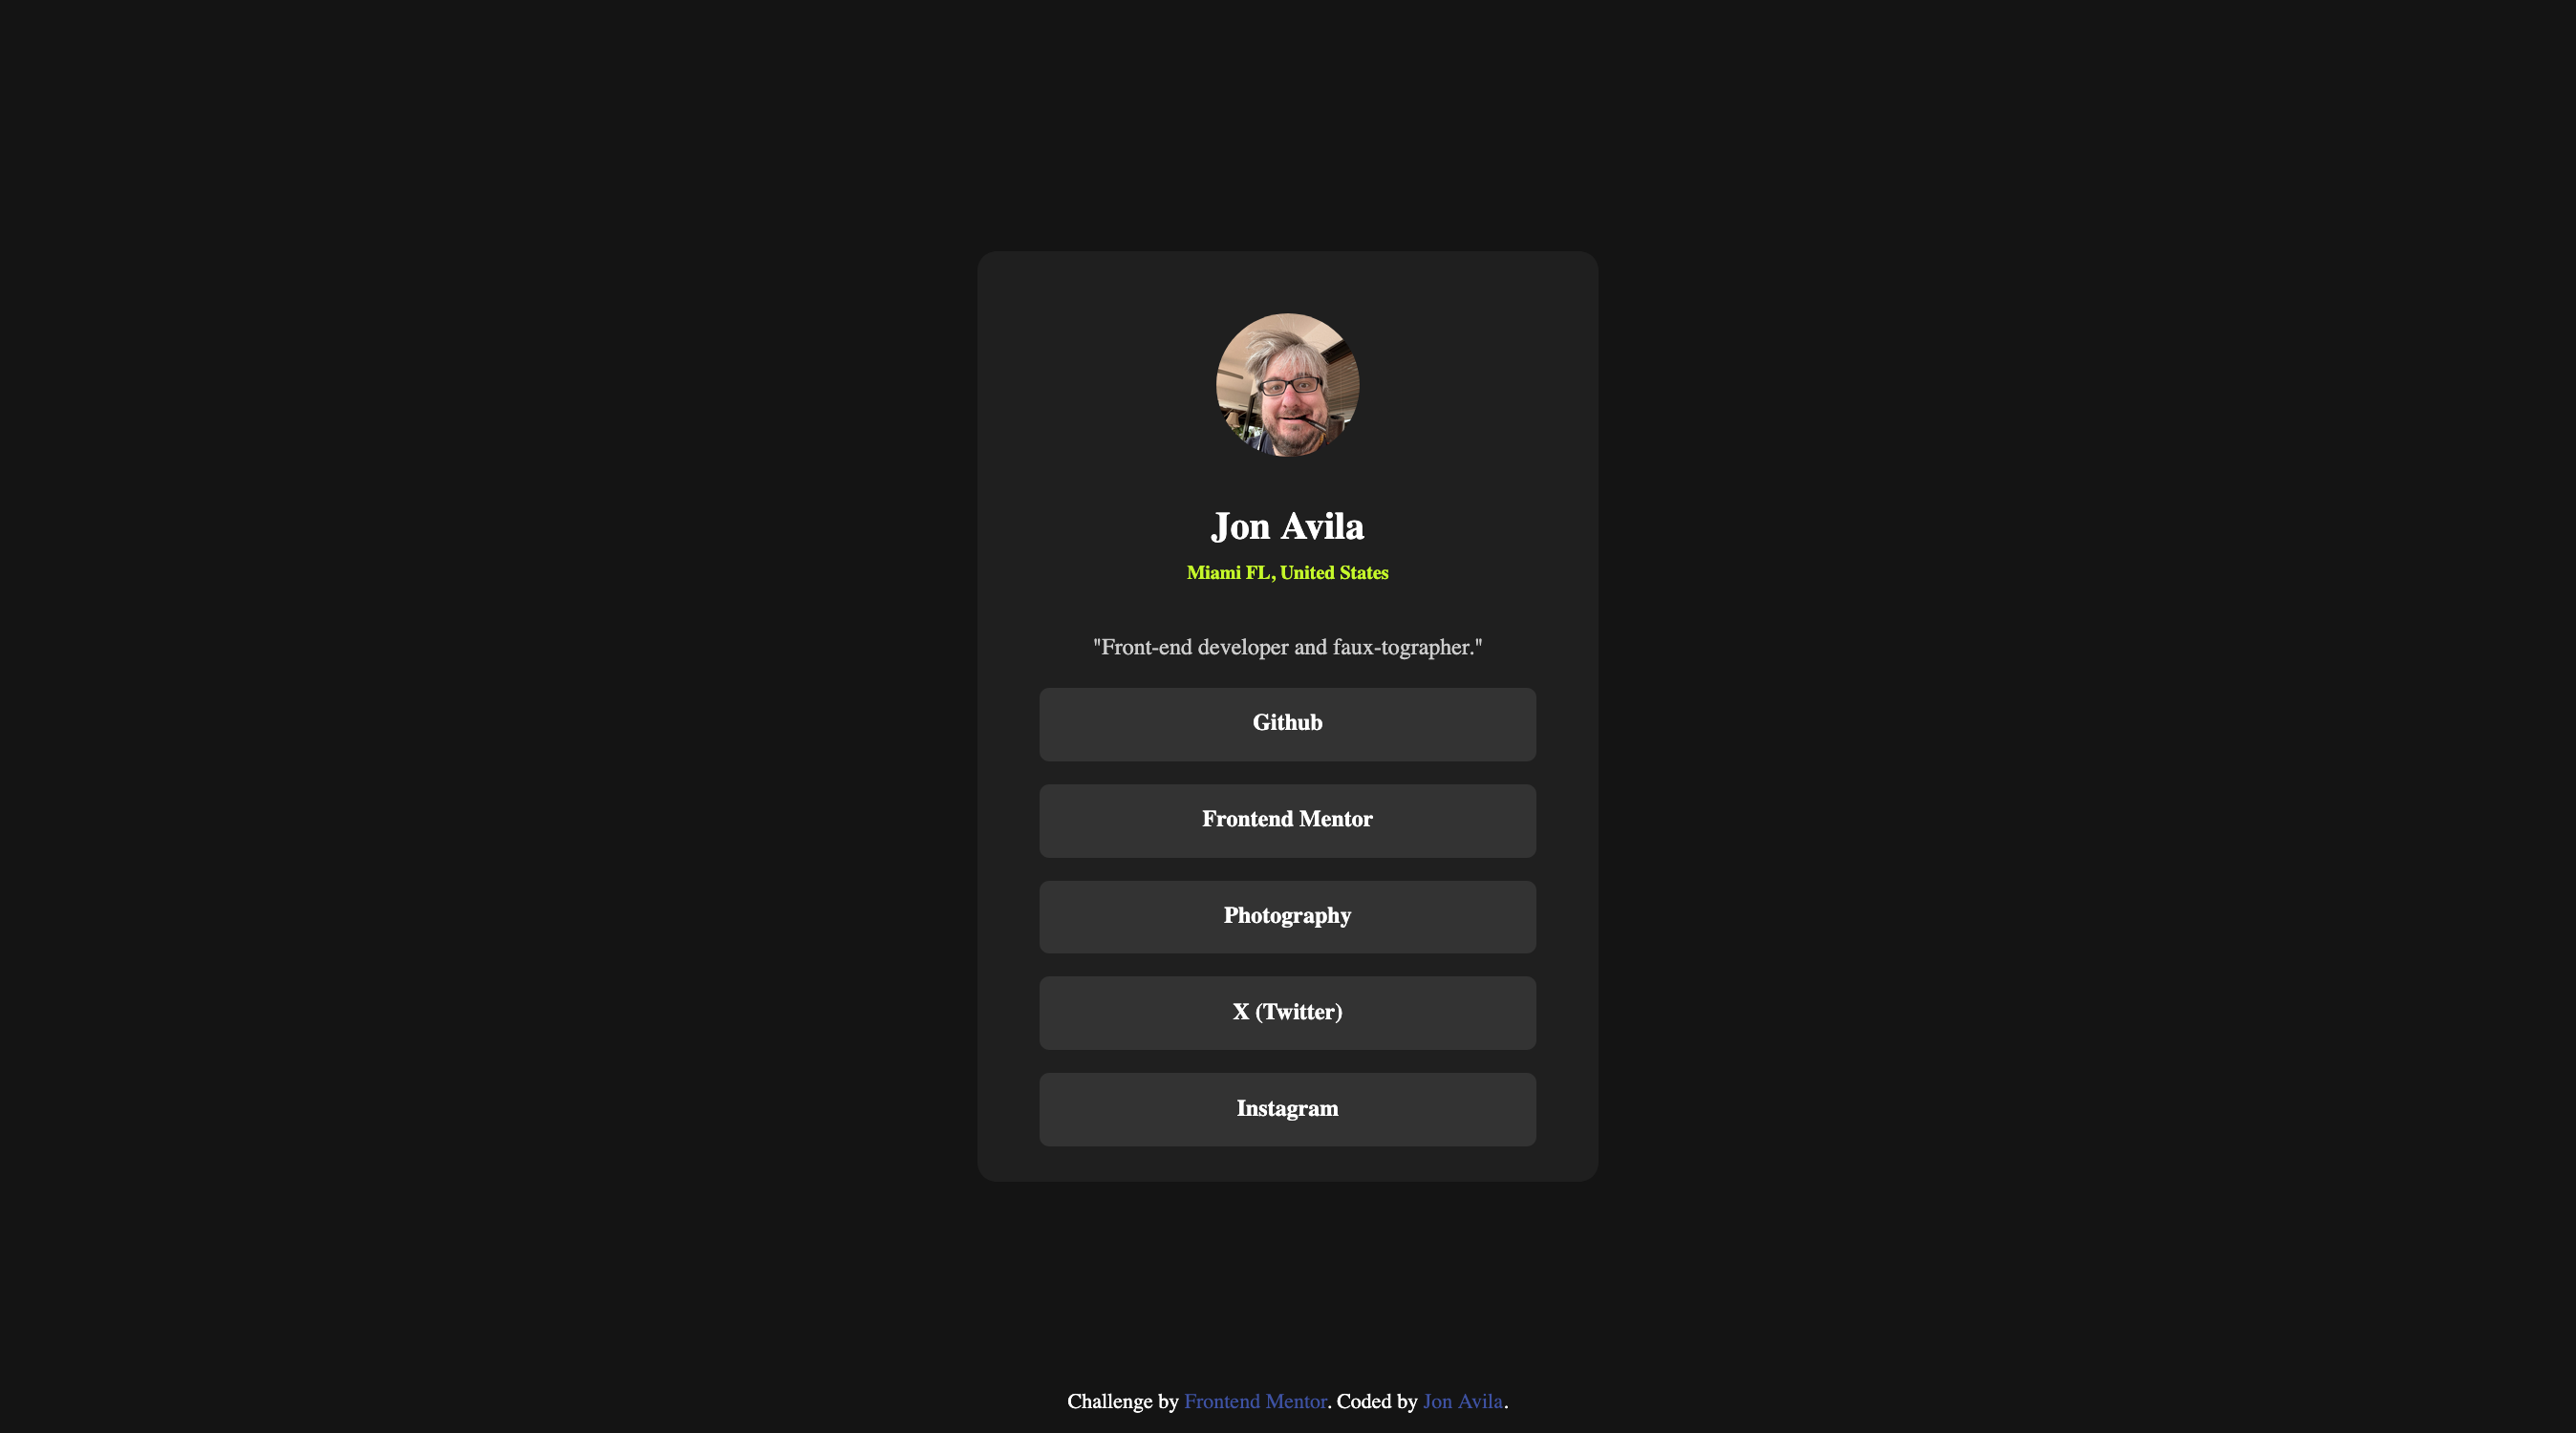 Jon Avila
Miami FL, United States
"Front-end developer and faux-tographer."
Github
Frontend Mentor
Photography
X (Twitter)
Instagram
Challenge by Frontend Mentor. Coded by Jon Avila.